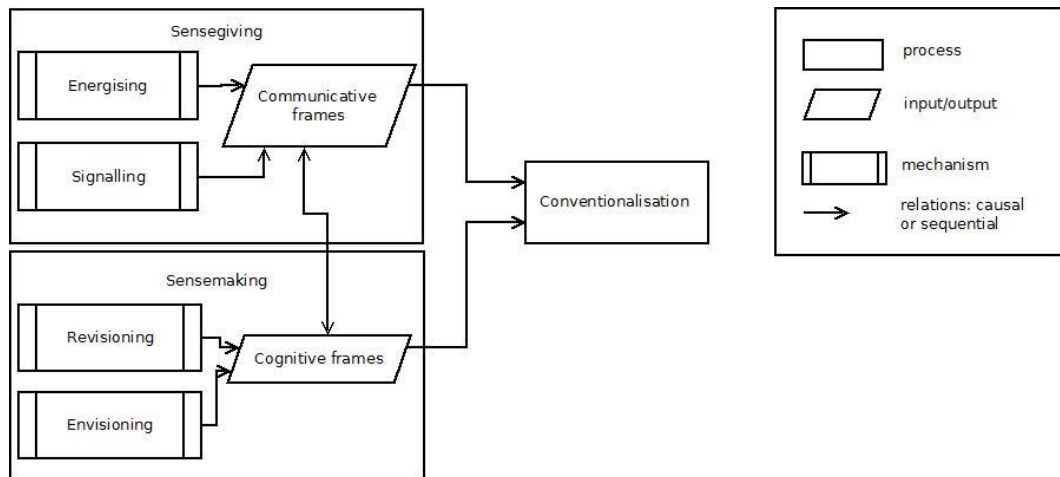 Sensegiving
Energising
Communicative
frames
Signalling
Conventionalisation
Sensemaking
Revisioning
Cognitive frames
Envisioning
process
input/output
mechanism
relations: causal
or sequential